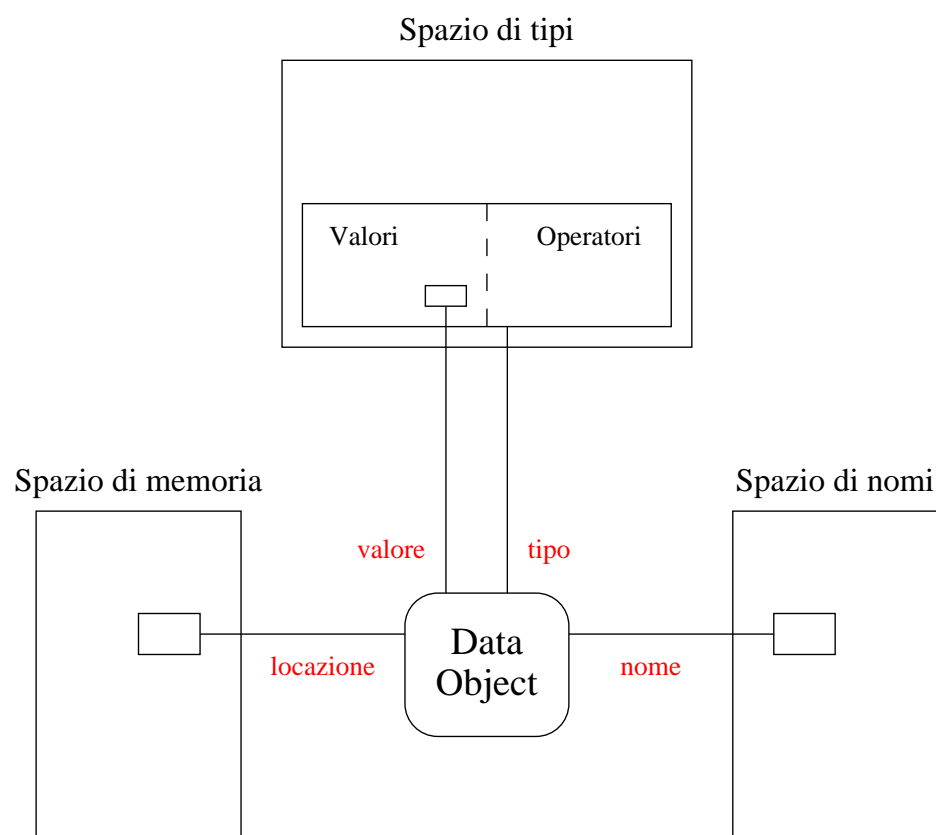 Spazio di tipi
Valori
Operatori
Spazio di memoria
Spazio di nomi
valore
tipo
locazione
Data
Object
nome